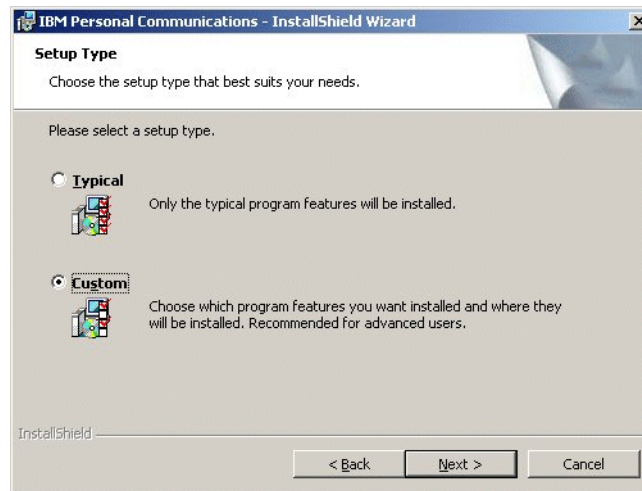 IBM Personal Communications - InstallShield Wizard
Setup Type
Choose the setup type that best suits your needs.
Please select a setup type.
Typical
Only the typical program features will be installed.
Custom
Choose which program features you want installed and where they
will be installed. Recommended for advanced users.
InstallShield
< Back
Next >
Cancel